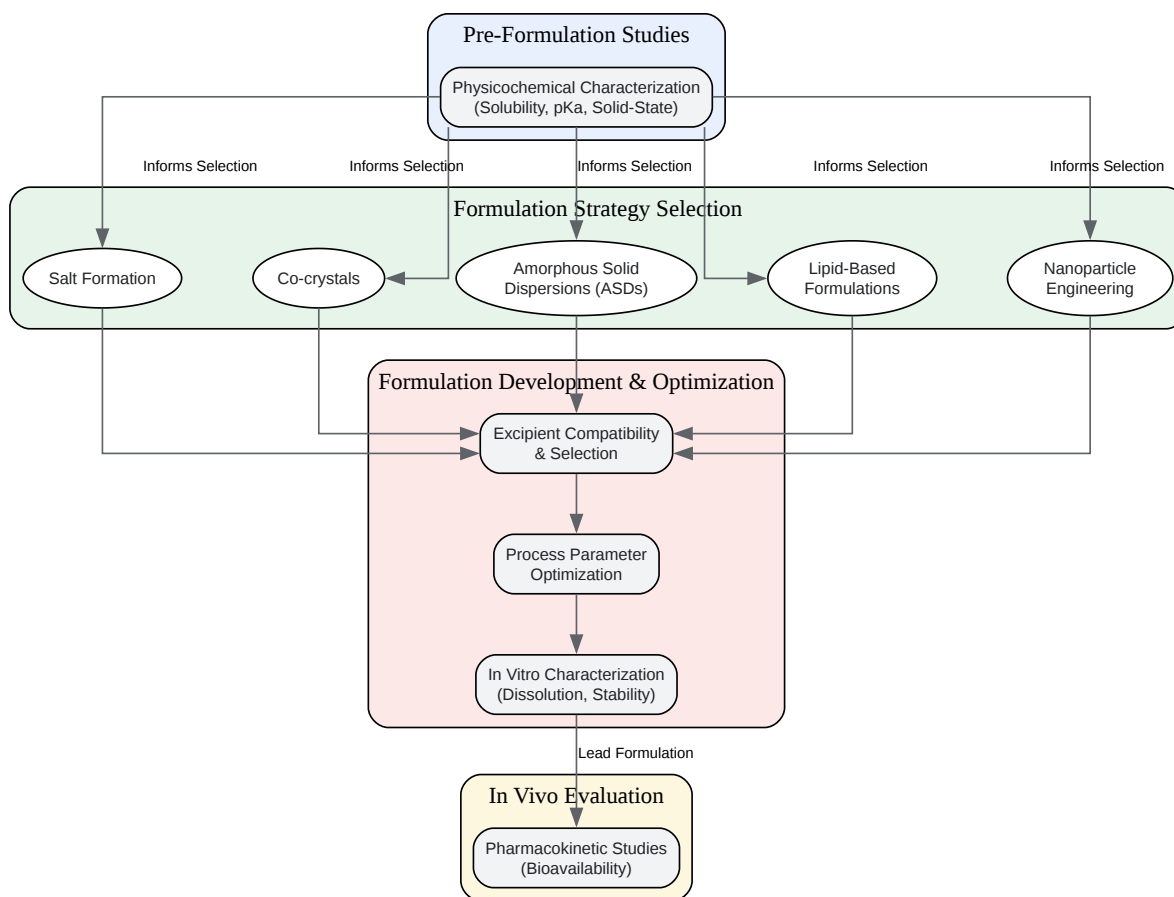 Pre-Formulation Studies
Physicochemical Characterization
(Solubility, pKa, Solid-State)
Informs Selection
Informs Selection
Informs Selection
Informs Selection
Informs Selection
Formulation Strategy Selection
Salt Formation
Co-crystals
Amorphous Solid
Dispersions (ASDs)
Lipid-Based
Formulations
Nanoparticle
Engineering
Formulation Development & Optimization
Excipient Compatibility
& Selection
Process Parameter
Optimization
In Vitro Characterization
(Dissolution, Stability)
Lead Formulation
In Vivo Evaluation
Pharmacokinetic Studies
(Bioavailability)